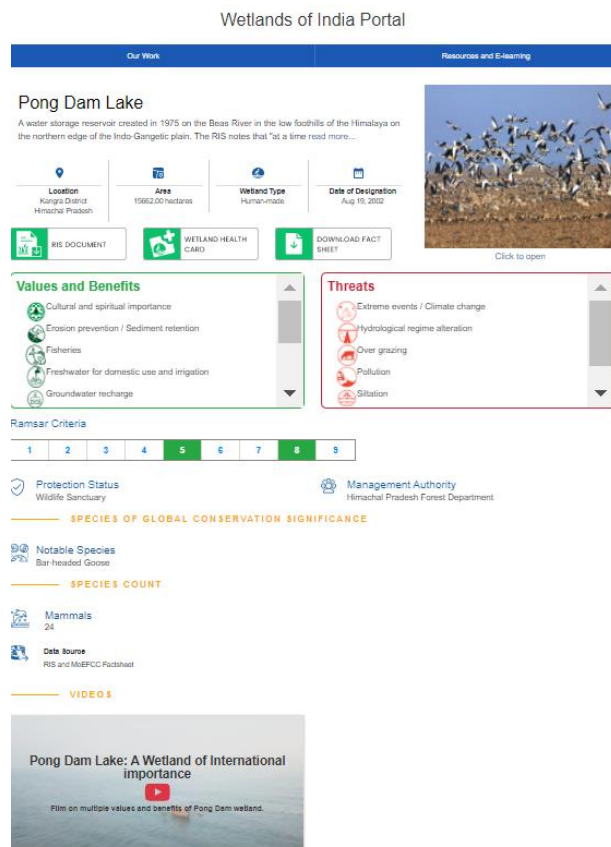 Wetlands of India Portal
Our Work
Resources and E-learning
Pong Dam Lake
A water storage reservoir created in 1975 on the Beas River in the low foothills of the Himalaya on
the northern edge of the Indo-Gangetic plain. The RIS notes that "at a time read more...
Location
Kangra District
Himachal Pradesh
Area
15662.00 hectares
Wetland Type
Human-made
Date of Designation
Aug 19, 2002
RIS DOCUMENT
WETLAND HEALTH
CARD
DOWNLOAD FACT
SHEET
Click to open
Values and Benefits
Cultural and spiritual importance
Erosion prevention / Sediment retention
Fisheries
Freshwater for domestic use and irrigation
Groundwater recharge
Threats
Extreme events / Climate change
Hydrological regime alteration
Over grazing
Pollution
Siltation
Ramsar Criteria
1 2 3 4 5 6 7 8 9
Protection Status
Wildlife Sanctuary
Management Authority
Himachal Pradesh Forest Department
SPECIES OF GLOBAL CONSERVATION SIGNIFICANCE
Notable Species
Bar-headed Goose
SPECIES COUNT
Mammals
24
Data Source
RIS and MoEFCC Factsheet
VIDEOS
Pong Dam Lake: A Wetland of International
importance
Film on multiple values and benefits of Pong Dam wetland.